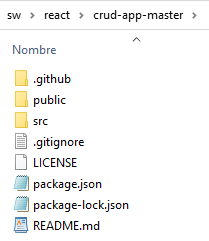 sw › react › crud-app-master ›
Nombre
.github
public
src
.gitignore
LICENSE
package.json
package-lock.json
README.md